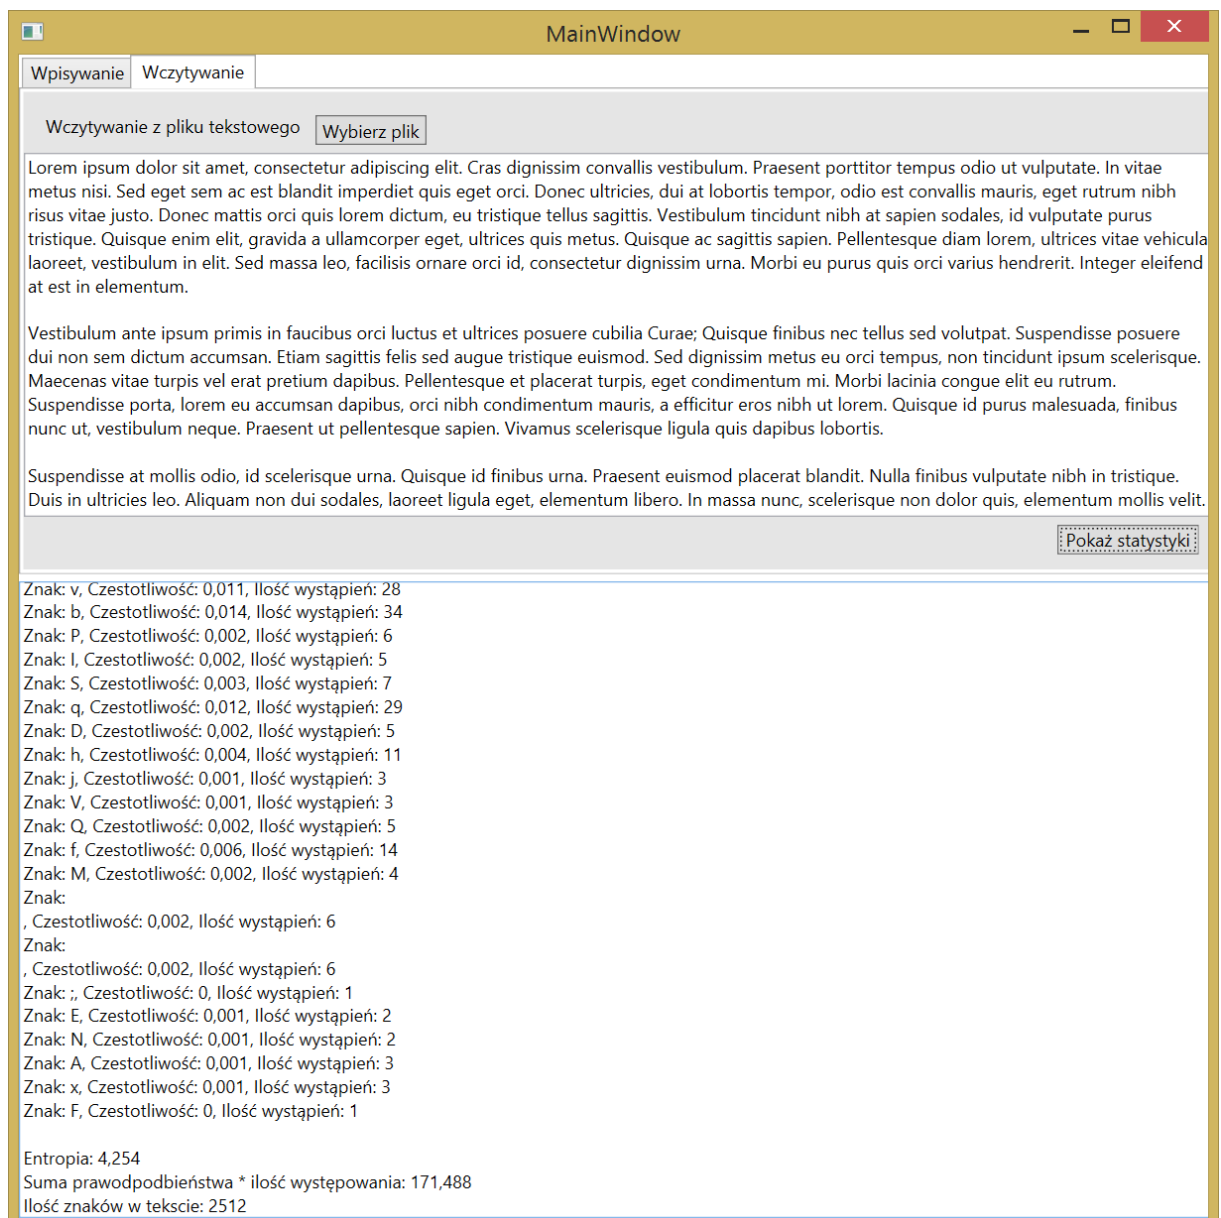 MainWindow
Wpisywanie Wczytywanie
Wczytywanie z pliku tekstowego Wybierz plik
Lorem ipsum dolor sit amet, consectetur adipiscing elit. Cras dignissim convallis vestibulum. Praesent porttitor tempus odio ut vulputate. In vitae
metus nisi. Sed eget sem ac est blandit imperdiet quis eget orci. Donec ultricies, dui at lobortis tempor, odio est convallis mauris, eget rutrum nibh
risus vitae justo. Donec mattis orci quis lorem dictum, eu tristique tellus sagittis. Vestibulum tincidunt nibh at sapien sodales, id vulputate purus
tristique. Quisque enim elit, gravida a ullamcorper eget, ultrices quis metus. Quisque ac sagittis sapien. Pellentesque diam lorem, ultrices vitae vehicula
laoreet, vestibulum in elit. Sed massa leo, facilisis ornare orci id, consectetur dignissim urna. Morbi eu purus quis orci varius hendrerit. Integer eleifend
at est in elementum.
Vestibulum ante ipsum primis in faucibus orci luctus et ultrices posuere cubilia Curae; Quisque finibus nec tellus sed volutpat. Suspendisse posuere
dui non sem dictum accumsan. Etiam sagittis felis sed augue tristique euismod. Sed dignissim metus eu orci tempus, non tincidunt ipsum scelerisque.
Maecenas vitae turpis vel erat pretium dapibus. Pellentesque et placerat turpis, eget condimentum mi. Morbi lacinia congue elit eu rutrum.
Suspendisse porta, lorem eu accumsan dapibus, orci nibh condimentum mauris, a efficitur eros nibh ut lorem. Quisque id purus malesuada, finibus
nunc ut, vestibulum neque. Praesent ut pellentesque sapien. Vivamus scelerisque ligula quis dapibus lobortis.
Suspendisse at mollis odio, id scelerisque urna. Quisque id finibus urna. Praesent euismod placerat blandit. Nulla finibus vulputate nibh in tristique.
Duis in ultricies leo. Aliquam non dui sodales, laoreet ligula eget, elementum libero. In massa nunc, scelerisque non dolor quis, elementum mollis velit.
Pokaż statystyki
Znak: v, Czestotliwość: 0,011, Ilość wystąpień: 28
Znak: b, Czestotliwość: 0,014, Ilość wystąpień: 34
Znak: P, Czestotliwość: 0,002, Ilość wystąpień: 6
Znak: I, Czestotliwość: 0,002, Ilość wystąpień: 5
Znak: S, Czestotliwość: 0,003, Ilość wystąpień: 7
Znak: q, Czestotliwość: 0,012, Ilość wystąpień: 29
Znak: D, Czestotliwość: 0,002, Ilość wystąpień: 5
Znak: h, Czestotliwość: 0,004, Ilość wystąpień: 11
Znak: j, Czestotliwość: 0,001, Ilość wystąpień: 3
Znak: V, Czestotliwość: 0,001, Ilość wystąpień: 3
Znak: Q, Czestotliwość: 0,002, Ilość wystąpień: 5
Znak: f, Czestotliwość: 0,006, Ilość wystąpień: 14
Znak: M, Czestotliwość: 0,002, Ilość wystąpień: 4
Znak:
, Czestotliwość: 0,002, Ilość wystąpień: 6
Znak:
, Czestotliwość: 0,002, Ilość wystąpień: 6
Znak: ;, Czestotliwość: 0, Ilość wystąpień: 1
Znak: E, Czestotliwość: 0,001, Ilość wystąpień: 2
Znak: N, Czestotliwość: 0,001, Ilość wystąpień: 2
Znak: A, Czestotliwość: 0,001, Ilość wystąpień: 3
Znak: x, Czestotliwość: 0,001, Ilość wystąpień: 3
Znak: F, Czestotliwość: 0, Ilość wystąpień: 1
Entropia: 4,254
Suma prawodpodbieństwa * ilość występowania: 171,488
Ilość znaków w tekscie: 2512